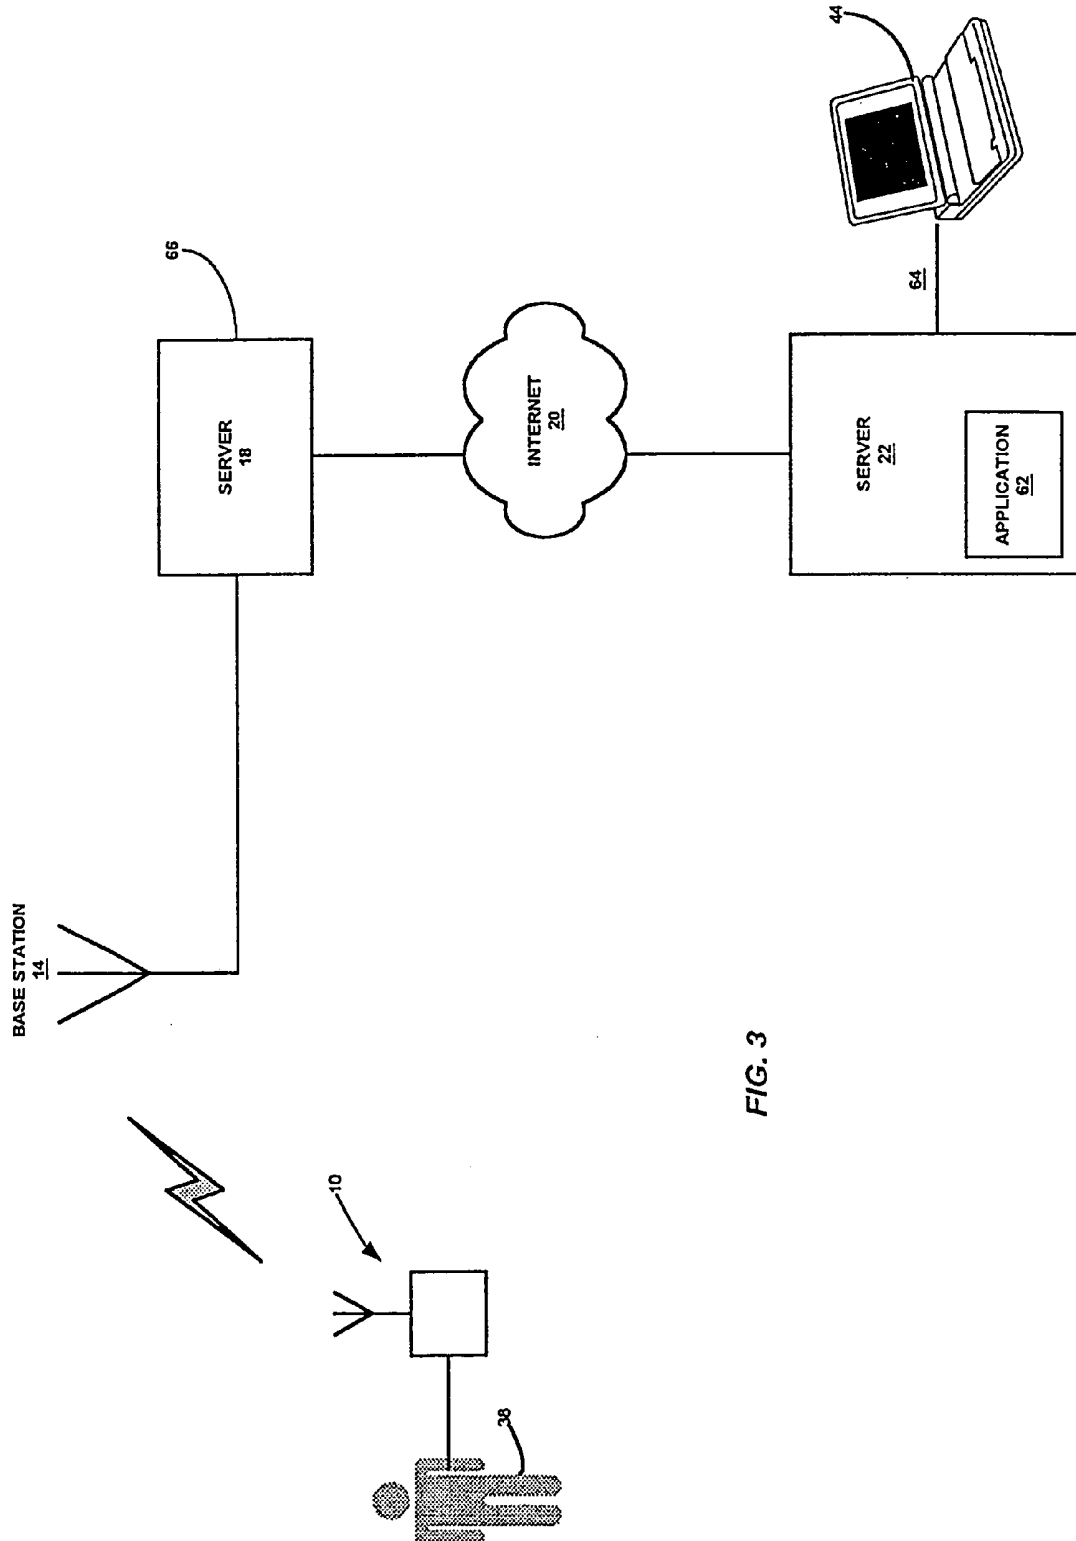 BASE STATION
14
66
SERVER
18
INTERNET
20
SERVER
22
APPLICATION
62
64
44
10
38
FIG. 3